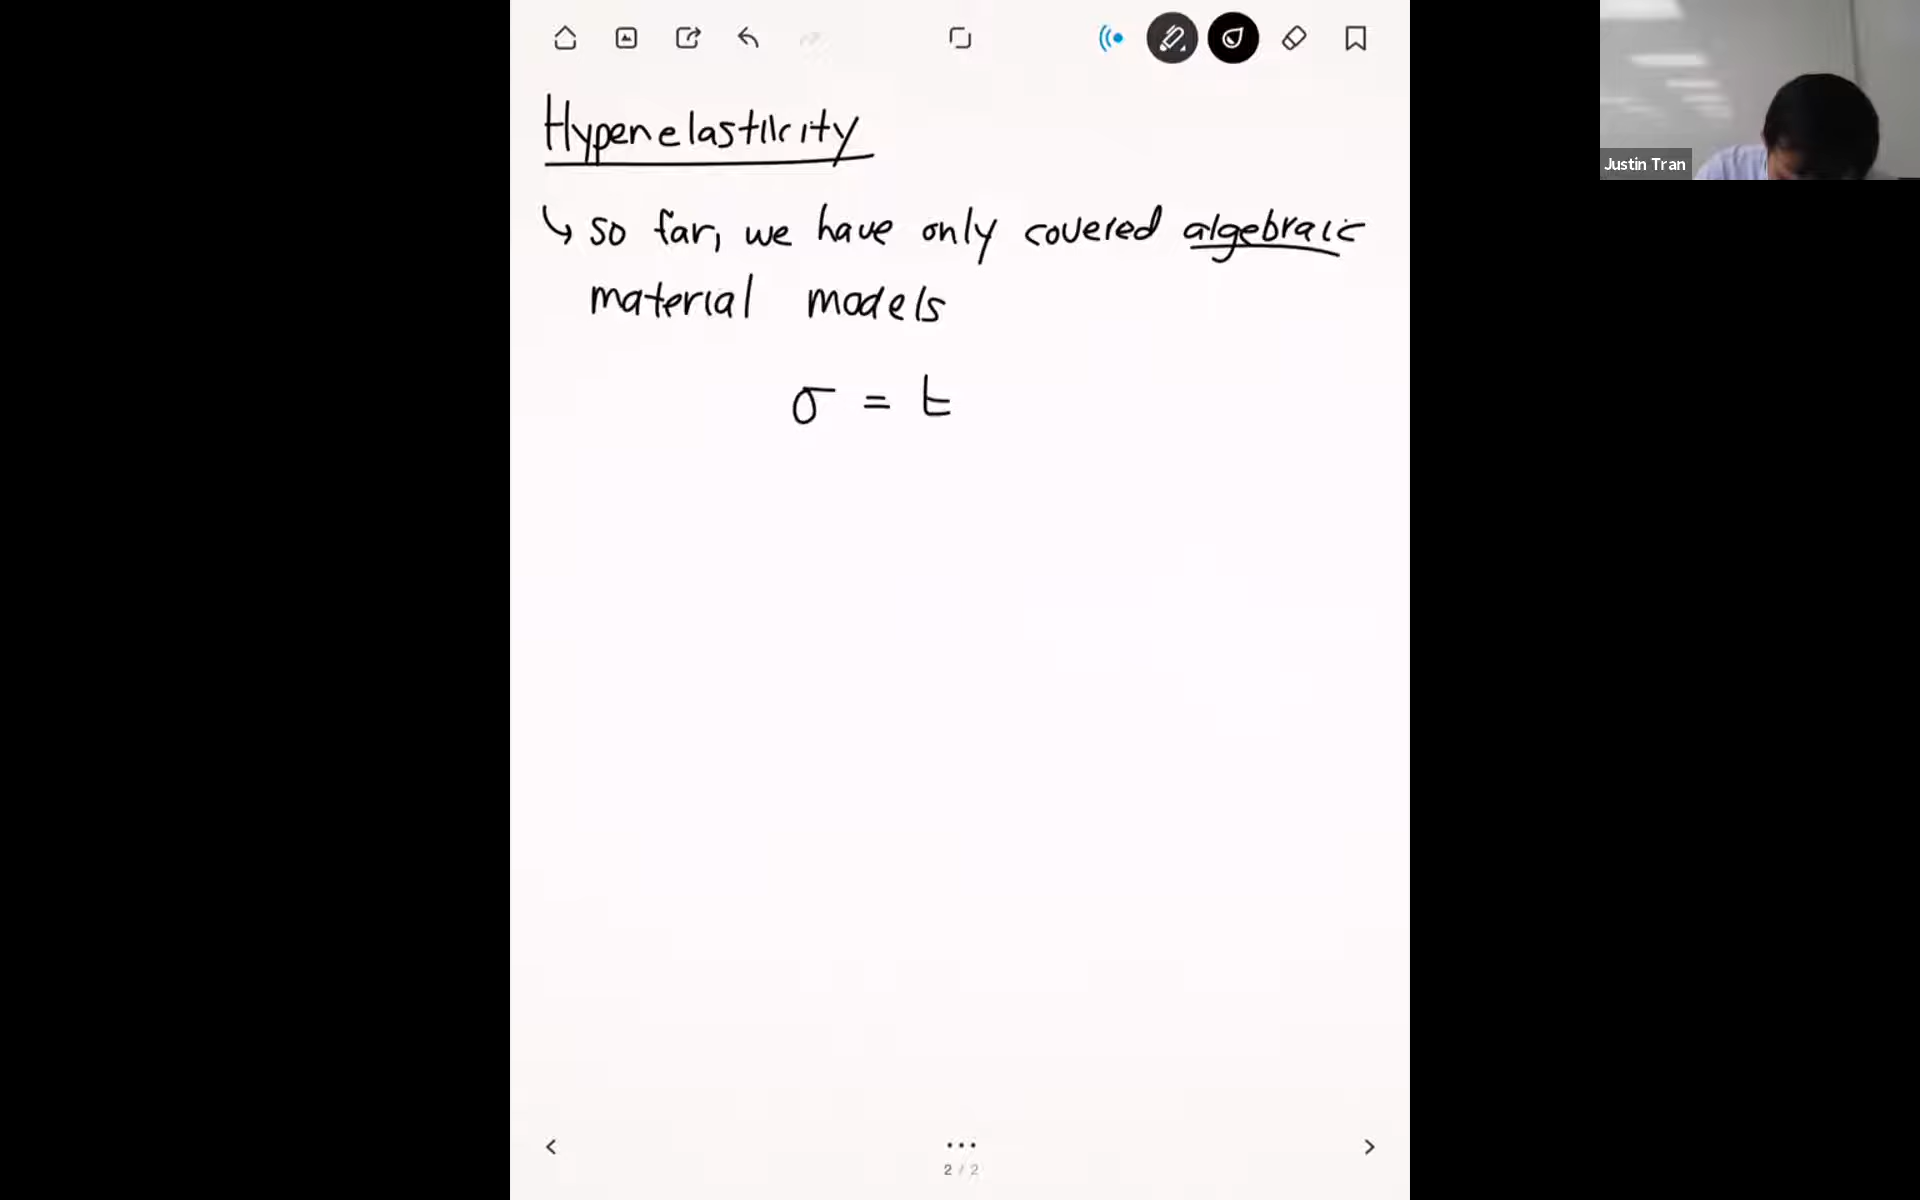 Hyperelasticity
↳ so far, we have only covered algebraic
material models
σ = t
2 / 2
Justin Tran